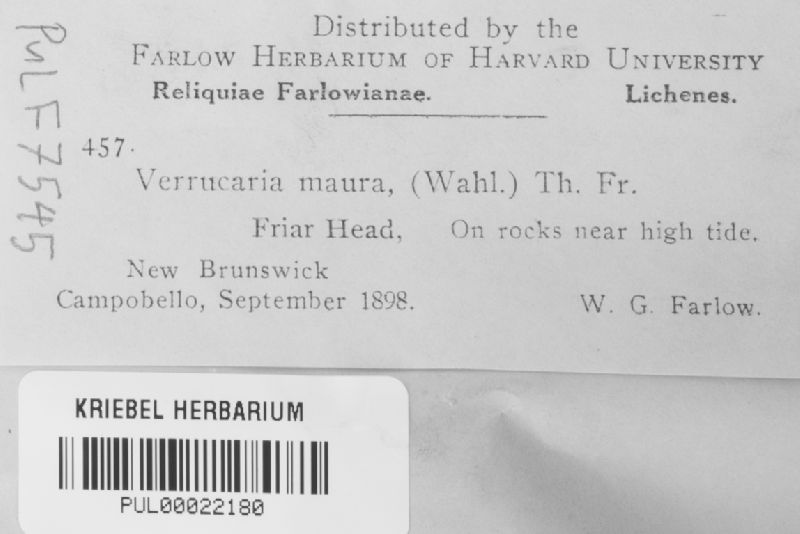 Distributed by the
FARLOW HERBARIUM OF HARVARD UNIVERSITY
Reliquiae Farlowianae. Lichenes.
457.
Verrucaria maura, (Wahl.) Th. Fr.
Friar Head, On rocks near high tide.
New Brunswick
Campobello, September 1898. W. G. Farlow.
PUL F7545
KRIEBEL HERBARIUM
PUL00022180